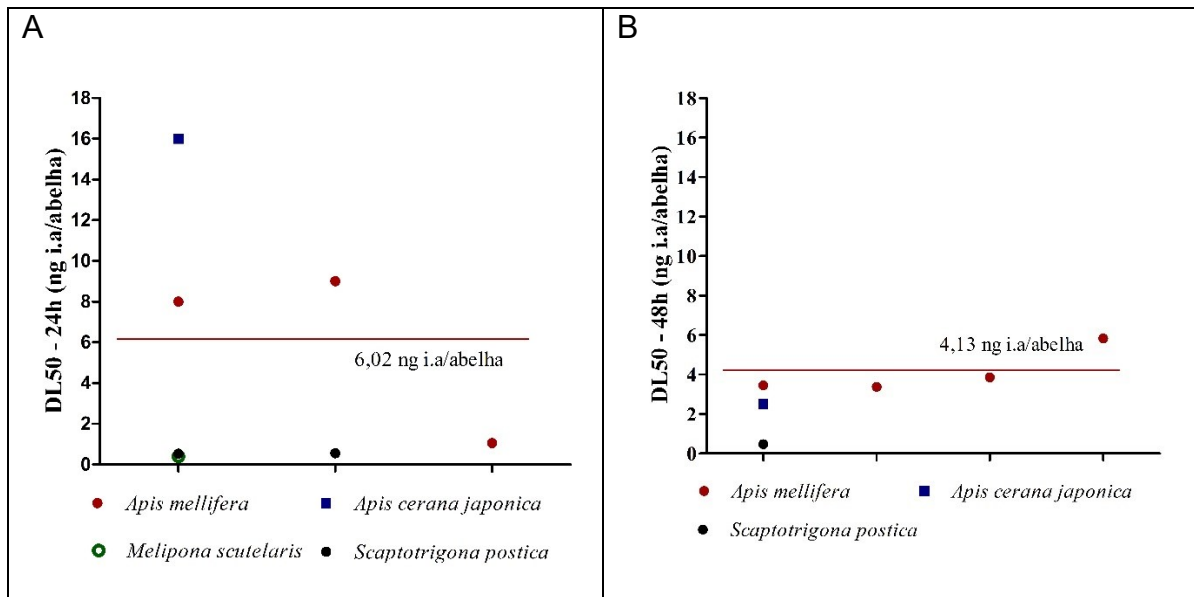 A
DL50 - 24h (ng i.a/abelha)
18
16
14
12
10
8
6
4
2
0
6,02 ng i.a/abelha
Apis mellifera
Apis cerana japonica
Melipona scutelaris
Scaptotrigona postica
B
DL50 - 48h (ng i.a/abelha)
18
16
14
12
10
8
6
4
2
0
4,13 ng i.a/abelha
Apis mellifera
Apis cerana japonica
Scaptotrigona postica